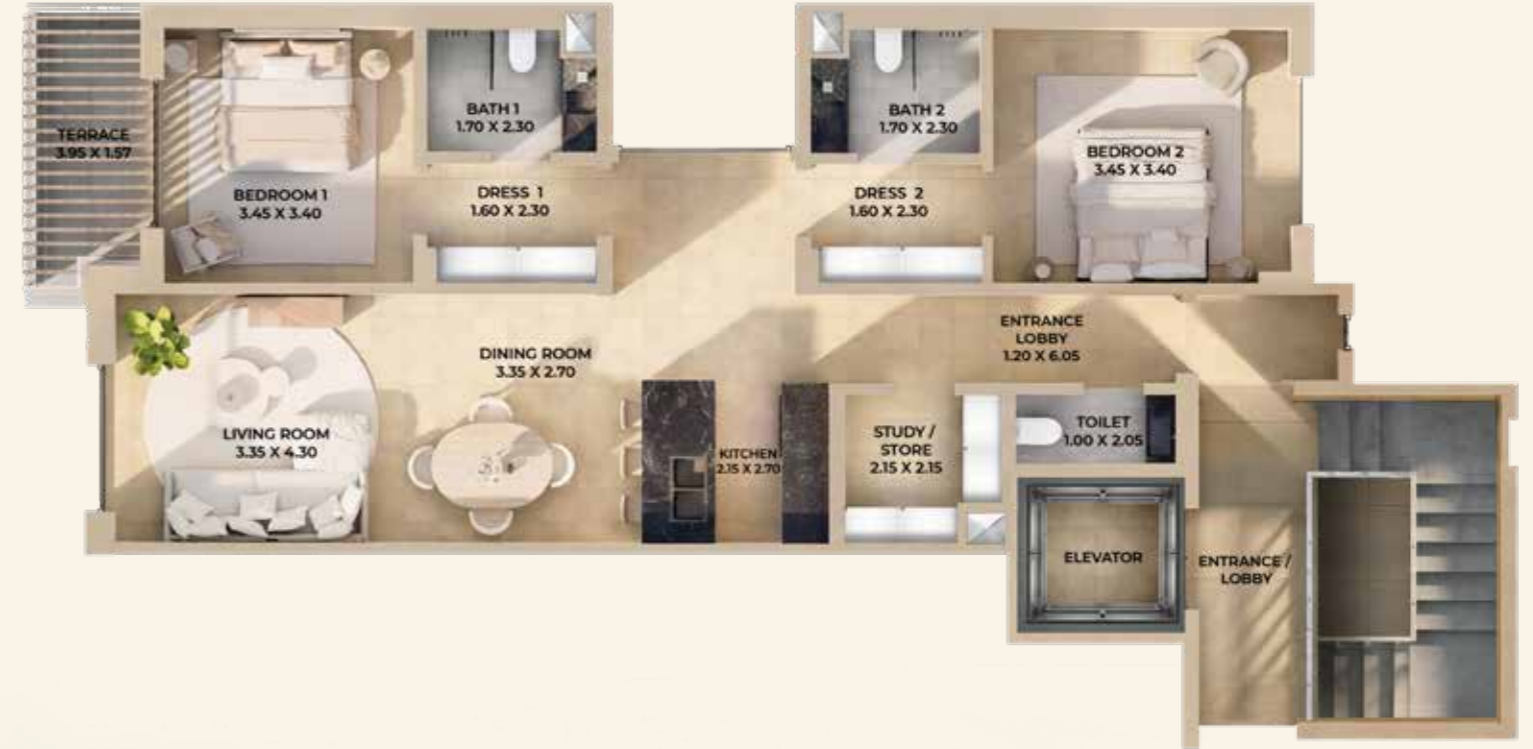 TERRACE
3.95 X 1.57
BEDROOM 1
3.45 X 3.40
BATH 1
1.70 X 2.30
DRESS 1
1.60 X 2.30
BATH 2
1.70 X 2.30
DRESS 2
1.60 X 2.30
BEDROOM 2
3.45 X 3.40
ENTRANCE
LOBBY
1.20 X 6.05
DINING ROOM
3.35 X 2.70
LIVING ROOM
3.35 X 4.30
KITCHEN
2.15 X 2.70
STUDY /
STORE
2.15 X 2.15
TOILET
1.00 X 2.05
ELEVATOR
ENTRANCE /
LOBBY